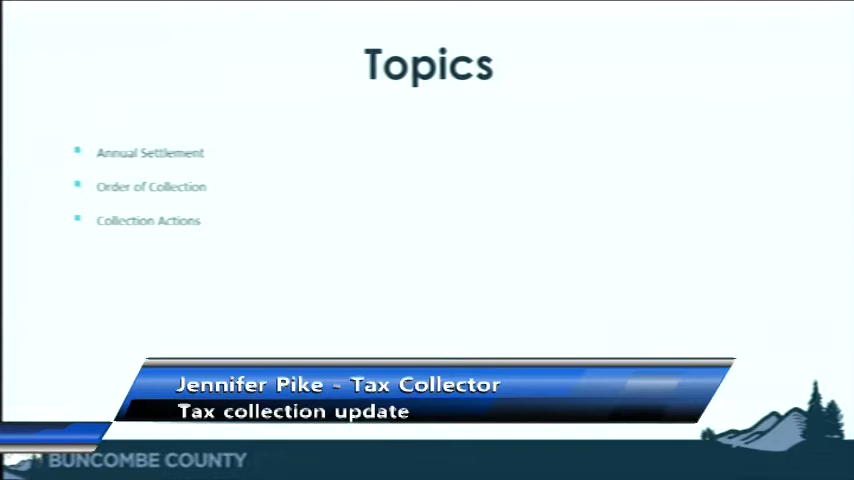 Topics
Annual Settlement
Order of Collection
Collection Actions
Jennifer Pike - Tax Collector
Tax collection update
BUNCOMBE COUNTY